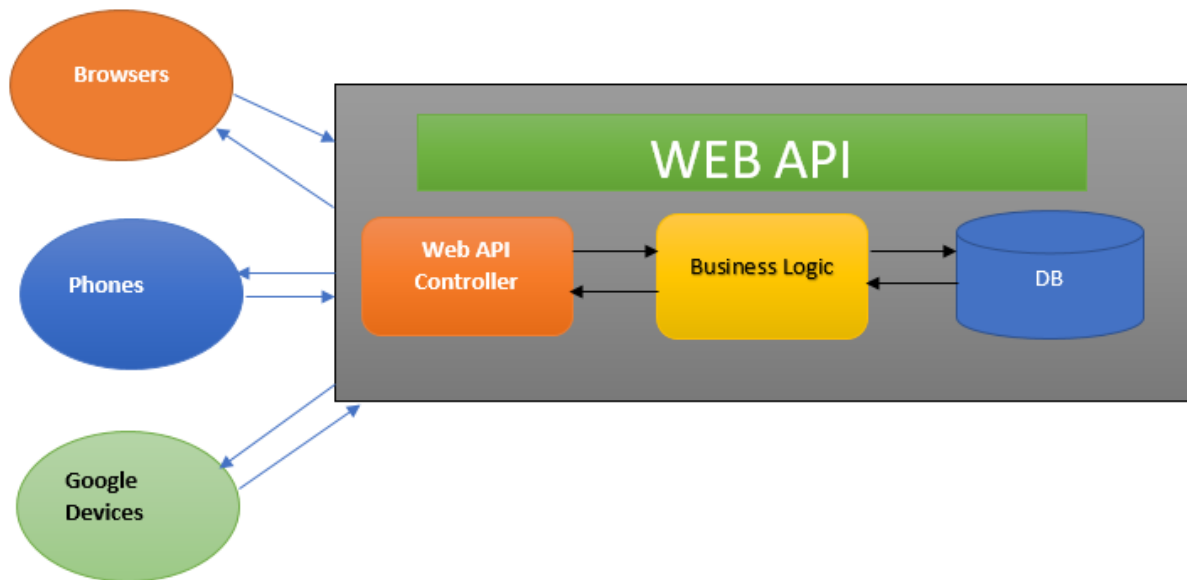 Browsers
WEB API
Web API
Controller
Business Logic
DB
Phones
Google
Devices